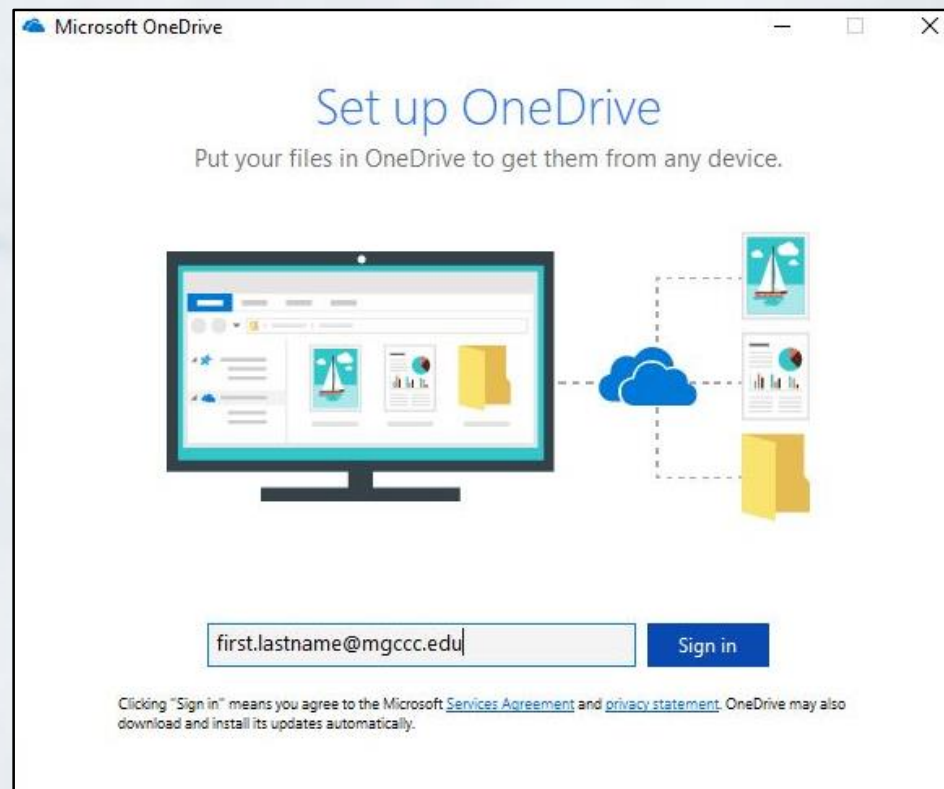 Microsoft OneDrive
Set up OneDrive
Put your files in OneDrive to get them from any device.
first.lastname@mgccc.edu
Sign in
Clicking "Sign in" means you agree to the Microsoft Services Agreement and privacy statement. OneDrive may also
download and install its updates automatically.